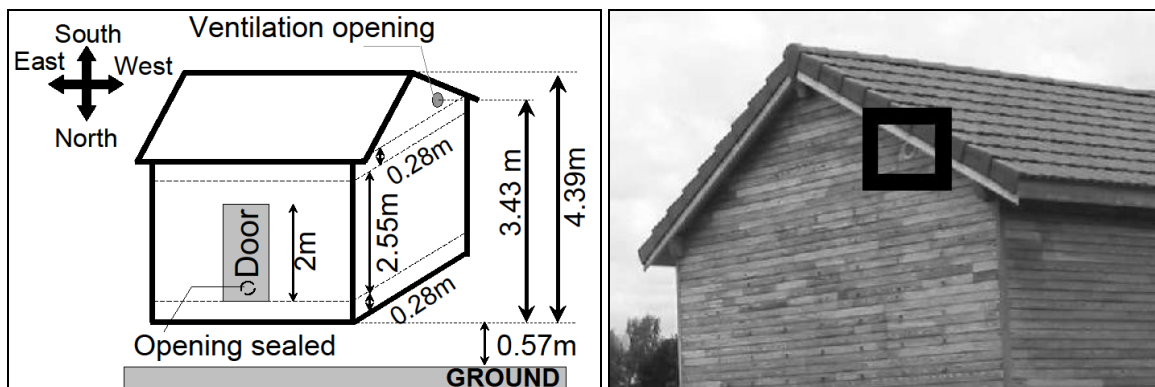 South
East
West
North
Ventilation opening
0.28m
3.43 m
4.39m
Door
2m
2.55m
0.28m
Opening sealed
0.57m
GROUND